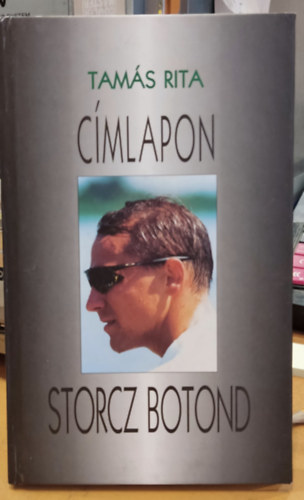 TAMÁS RITA
CÍMLAPON
STORCZ BOTOND